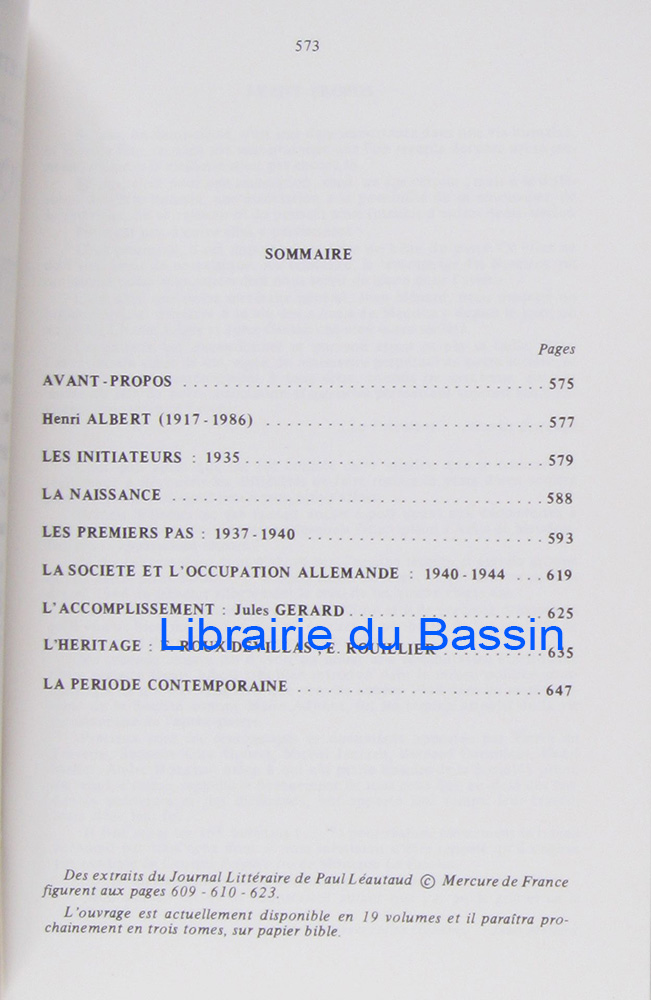 573
SOMMAIRE
Pages
AVANT-PROPOS . . . . . . . . . . . . . . . . . . . . . . . . . . . . . . . . . . . 575
Henri ALBERT (1917-1986) . . . . . . . . . . . . . . . . . . . . . . . . . . . 577
LES INITIATEURS : 1935 . . . . . . . . . . . . . . . . . . . . . . . . . . . . . 579
LA NAISSANCE . . . . . . . . . . . . . . . . . . . . . . . . . . . . . . . . . . . . 588
LES PREMIERS PAS : 1937-1940 . . . . . . . . . . . . . . . . . . . . . . . 593
LA SOCIETE ET L'OCCUPATION ALLEMANDE : 1940-1944 . . . 619
L'ACCOMPLISSEMENT : Jules GERARD . . . . . . . . . . . . . . . . . . . 625
L'HERITAGE : E. ROUX DEVILLAS, E. ROUILLIER . . . . . . . . . . 635
Librairie du Bassin
LA PERIODE CONTEMPORAINE . . . . . . . . . . . . . . . . . . . . . . . . 647
Des extraits du Journal Littéraire de Paul Léautaud © Mercure de France
figurent aux pages 609 - 610 - 623.
L'ouvrage est actuellement disponible en 19 volumes et il paraîtra pro-
chainement en trois tomes, sur papier bible.